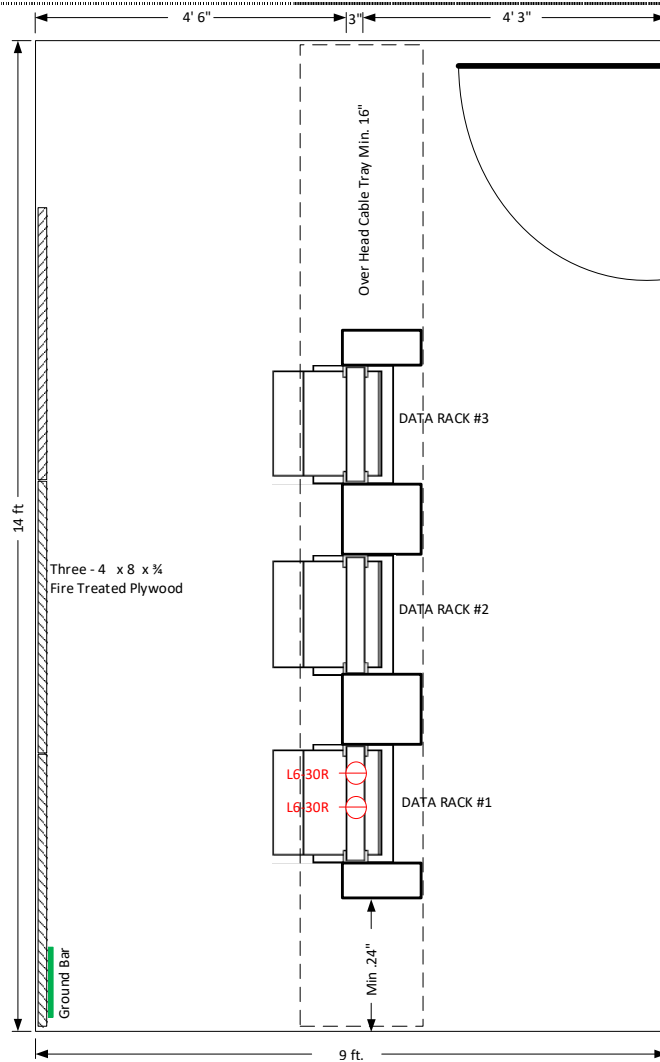 4' 6"
3"
4' 3"
Over Head Cable Tray Min. 16"
DATA RACK #3
14 ft
Three - 4 x 8 x ¾
Fire Treated Plywood
DATA RACK #2
L6-30R
L6-30R
DATA RACK #1
Min .24"
Ground Bar
9 ft.